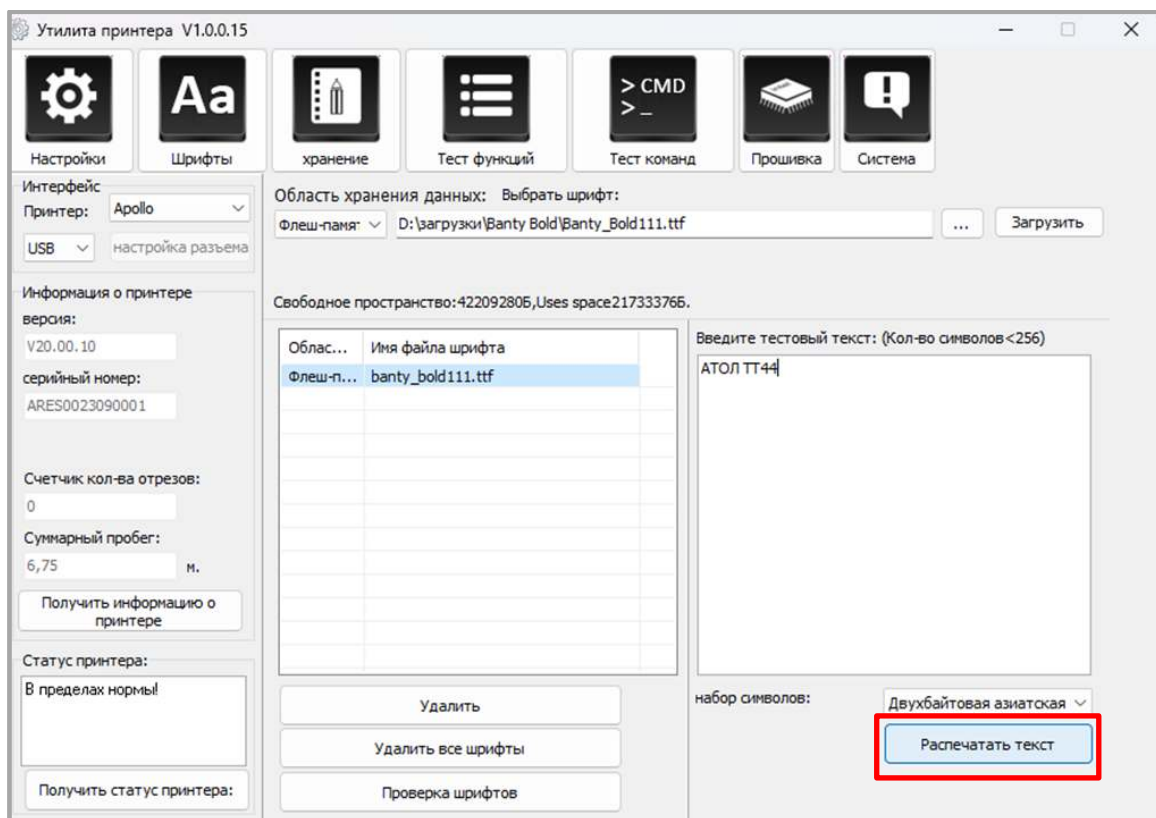 Утилита принтера V1.0.0.15
Aa
> CMD
>_
Настройки
Шрифты
хранение
Тест функций
Тест команд
Прошивка
Система
Интерфейс
Принтер:
Apollo
USB
настройка разъема
Область хранения данных:
Выбрать шрифт:
Флеш-памят
D:\загрузки\Banty Bold\Banty_Bold111.ttf
...
Загрузить
Информация о принтере
версия:
V20.00.10
серийный номер:
ARES0023090001
Счетчик кол-ва отрезов:
0
Суммарный пробег:
6,75
м.
Получить информацию о
принтере
Статус принтера:
В пределах нормы!
Получить статус принтера:
Свободное пространство:42209280Б,Uses space21733376Б.
Облас...
Имя файла шрифта
Флеш-п...
banty_bold111.ttf
Удалить
Удалить все шрифты
Проверка шрифтов
Введите тестовый текст: (Кол-во символов<256)
АТОЛ ТТ44
набор символов:
Двухбайтовая азиатская
Распечатать текст